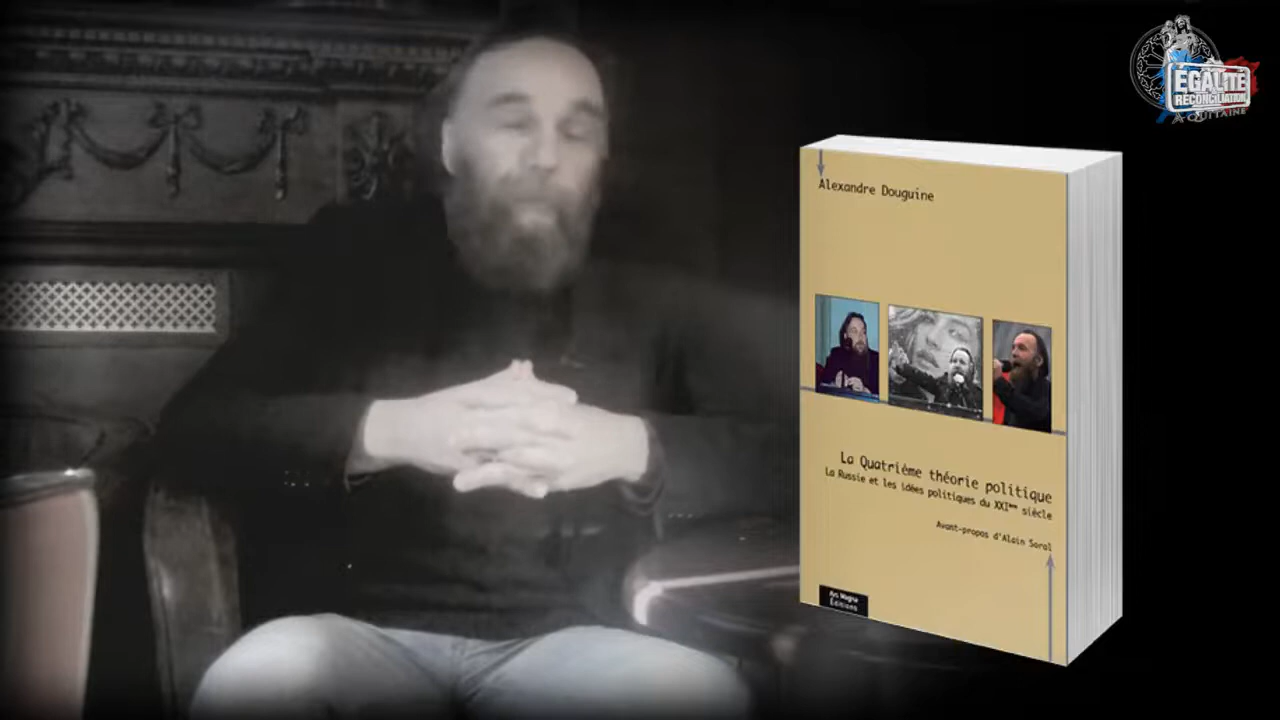 ÉGALITÉ
RÉCONCILIATION
AQUITAINE
Alexandre Douguine
La Quatrième théorie politique
La Russie et les idées politiques du XXIème siècle
Avant-propos d'Alain Soral
Ars Magna
Éditions